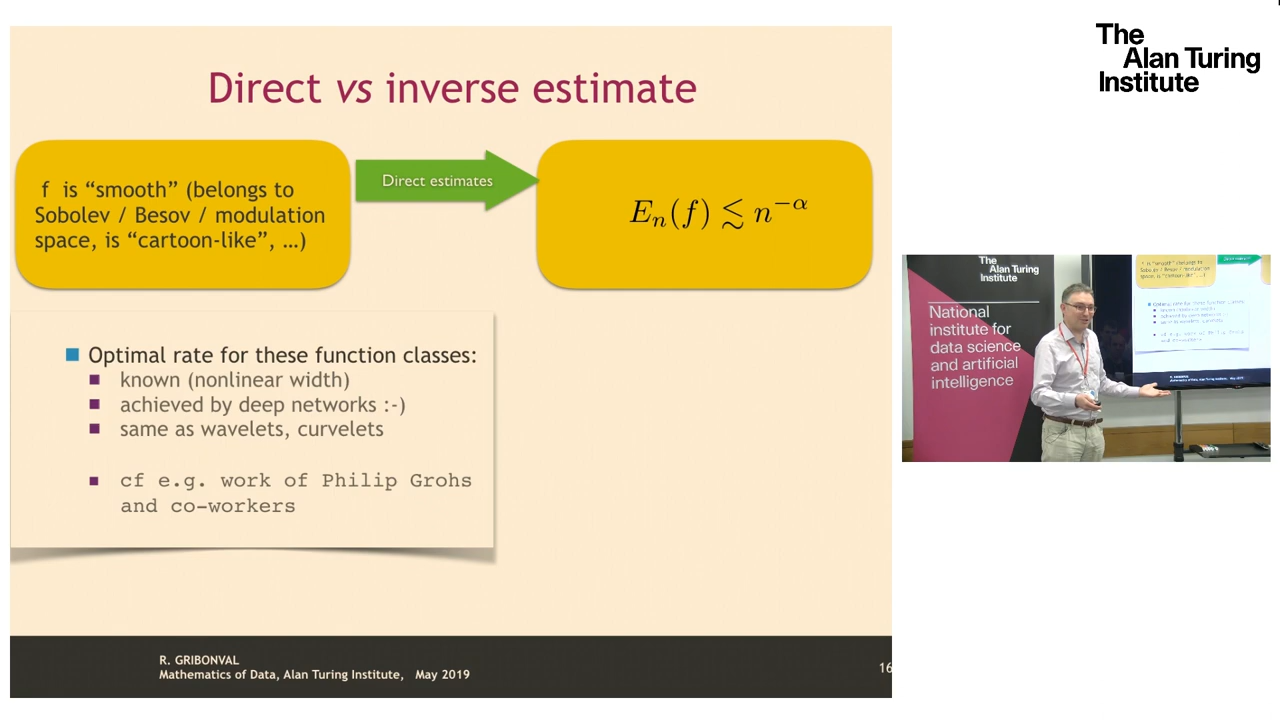 The
Alan Turing
Institute
Direct vs inverse estimate
f is “smooth” (belongs to
Sobolev / Besov / modulation
space, is “cartoon-like”, …)
Direct estimates
E_n(f) ≲ n^{-α}
Optimal rate for these function classes:
known (nonlinear width)
achieved by deep networks :-)
same as wavelets, curvelets
cf e.g. work of Philip Grohs
and co-workers
R. GRIBONVAL
Mathematics of Data, Alan Turing Institute, May 2019
16
The
Alan Turing
Institute
National
institute for
data science
and artificial
intelligence